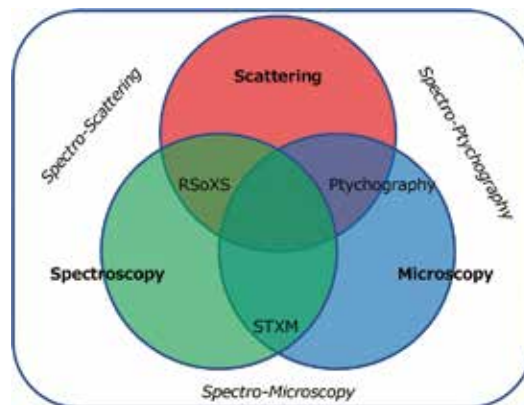 Scattering
Spectro-Scattering
Spectro-Ptychography
RSoXS
Ptychography
Spectroscopy
Microscopy
STXM
Spectro-Microscopy